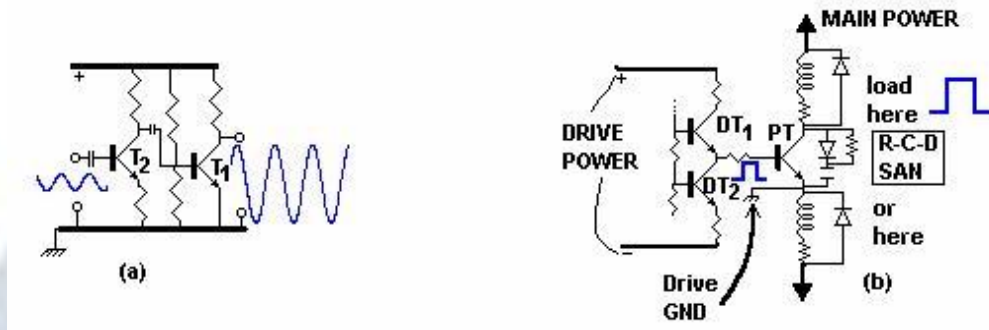 +
T2
T1
(a)
MAIN POWER
+
DRIVE
POWER
DT1
DT2
PT
load
here
R-C-D
SAN
or
here
−
Drive
GND
(b)